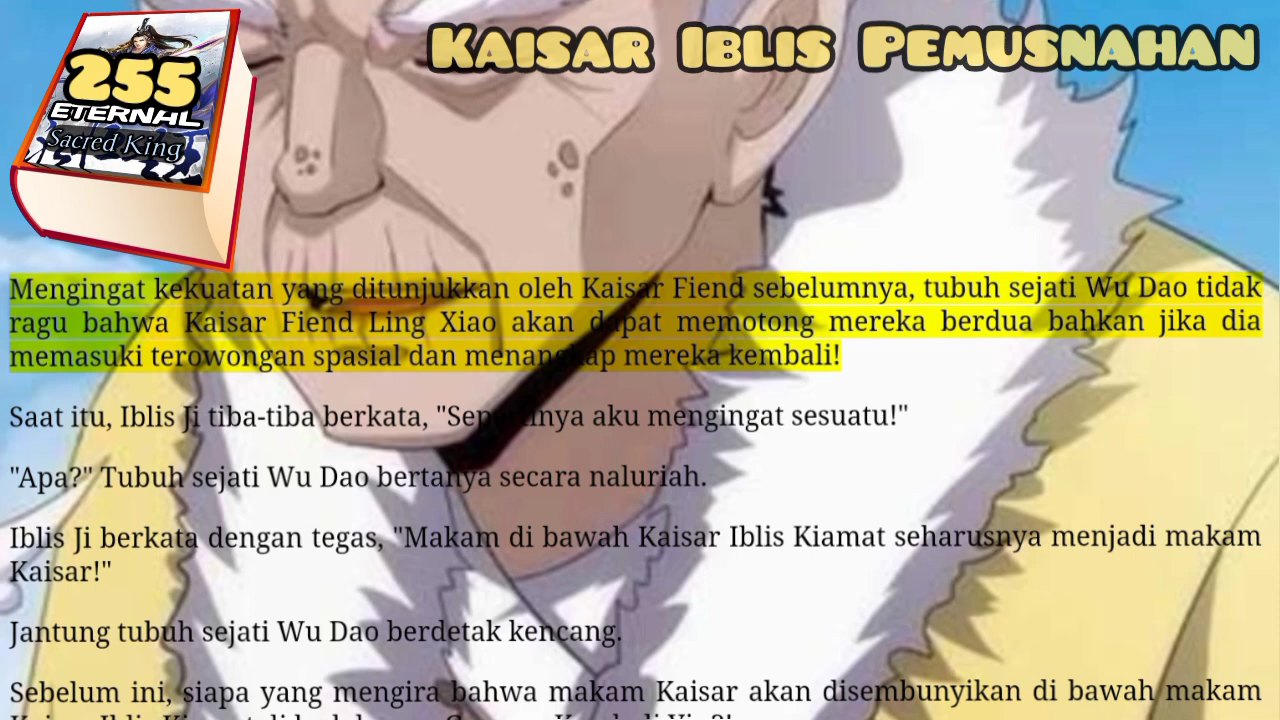 Kaisar Iblis Pemusnahan
255
ETERNAL
Sacred King
Mengingat kekuatan yang ditunjukkan oleh Kaisar Fiend sebelumnya, tubuh sejati Wu Dao tidak
ragu bahwa Kaisar Fiend Ling Xiao akan dapat memotong mereka berdua bahkan jika dia
memasuki terowongan spasial dan menangkap mereka kembali!
Saat itu, Iblis Ji tiba-tiba berkata, "Sepertinya aku mengingat sesuatu!"
"Apa?" Tubuh sejati Wu Dao bertanya secara naluriah.
Iblis Ji berkata dengan tegas, "Makam di bawah Kaisar Iblis Kiamat seharusnya menjadi makam
Kaisar!"
Jantung tubuh sejati Wu Dao berdetak kencang.
Sebelum ini, siapa yang mengira bahwa makam Kaisar akan disembunyikan di bawah makam